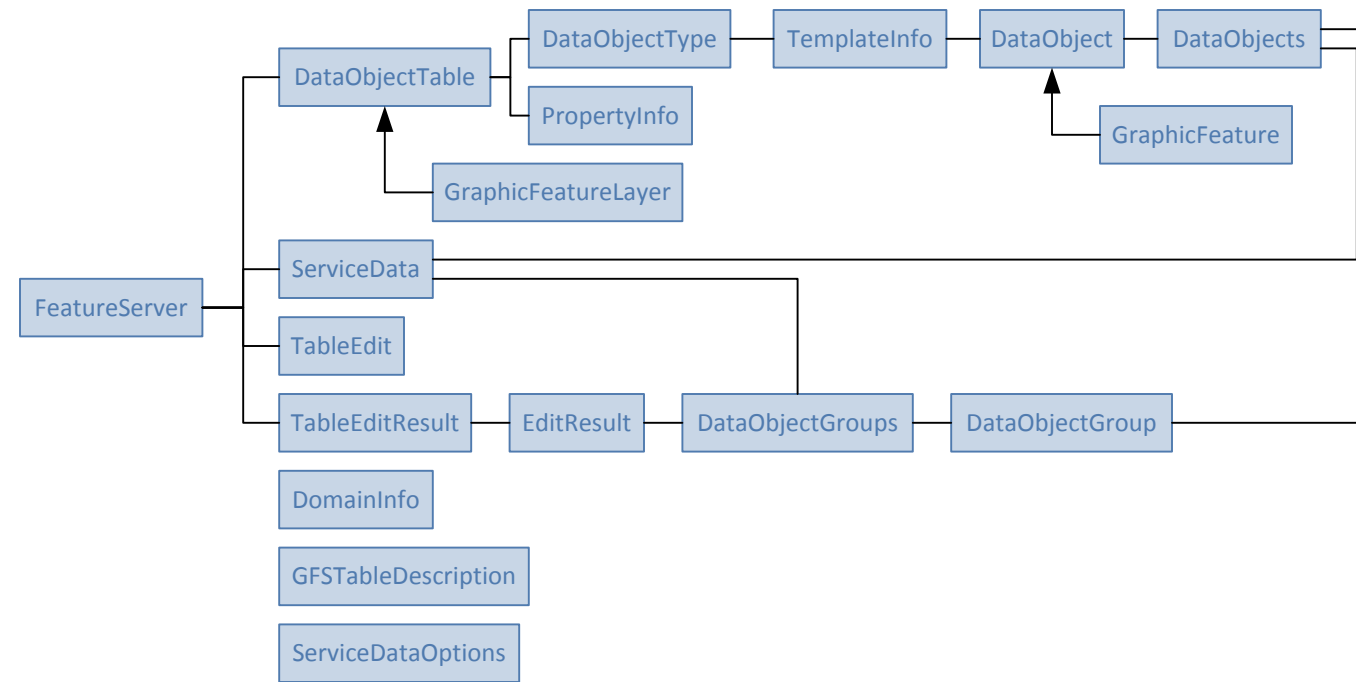 DataObjectType
TemplateInfo
DataObject
DataObjects
DataObjectTable
PropertyInfo
GraphicFeature
GraphicFeatureLayer
ServiceData
FeatureServer
TableEdit
TableEditResult
EditResult
DataObjectGroups
DataObjectGroup
DomainInfo
GFSTableDescription
ServiceDataOptions